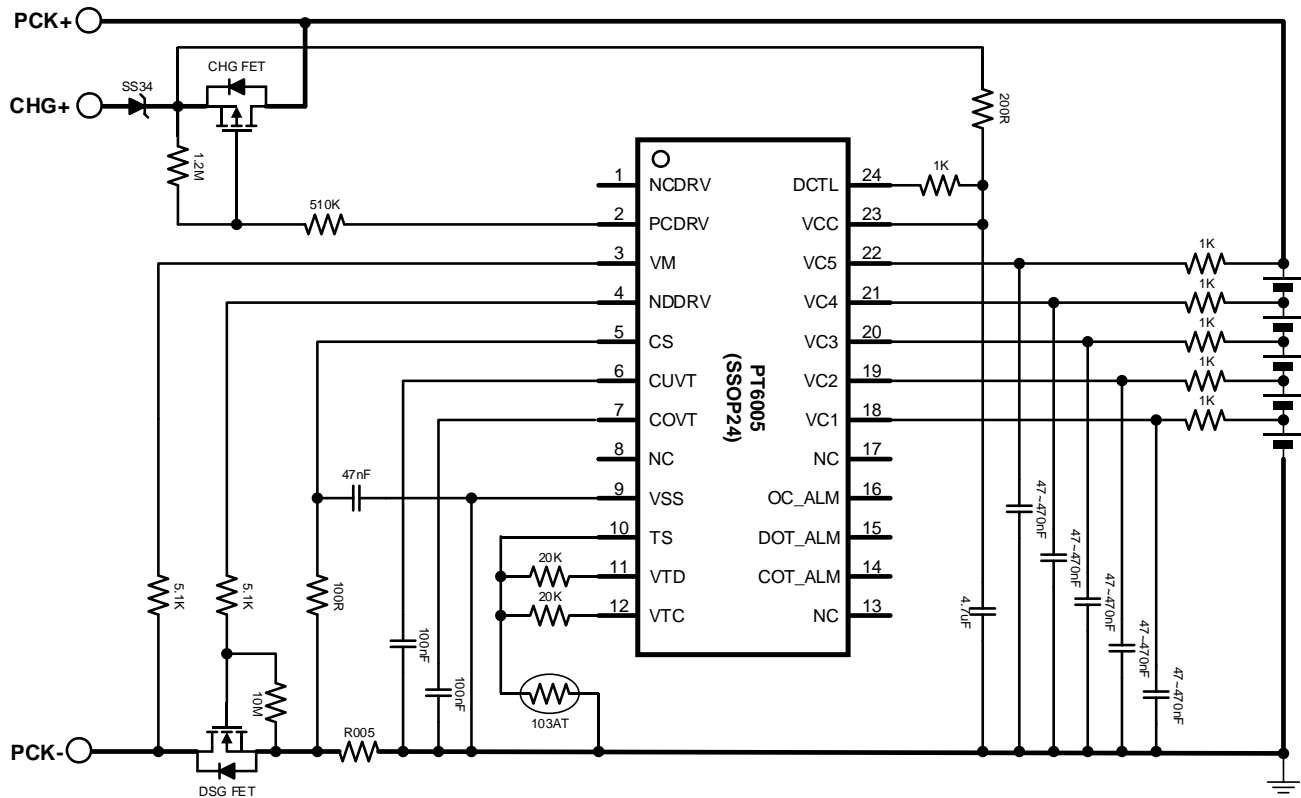 PCK+
CHG+
SS34
CHG FET
1.2M
510K
200R
1K
1 NCDRV DCTL 24
2 PCDRV VCC 23
3 VM VC5 22
4 NDDRV VC4 21
5 CS VC3 20
6 CUVT VC2 19
7 COVT VC1 18
8 NC NC 17
9 VSS OC_ALM 16
10 TS DOT_ALM 15
11 VTD COT_ALM 14
12 VTC NC 13
PT6005
(SSOP24)
1K
1K
1K
1K
1K
47nF
20K
20K
5.1K
5.1K
100R
100nF
100nF
10M
103AT
4.7uF
47~470nF
47~470nF
47~470nF
47~470nF
47~470nF
R005
PCK-
DSG FET